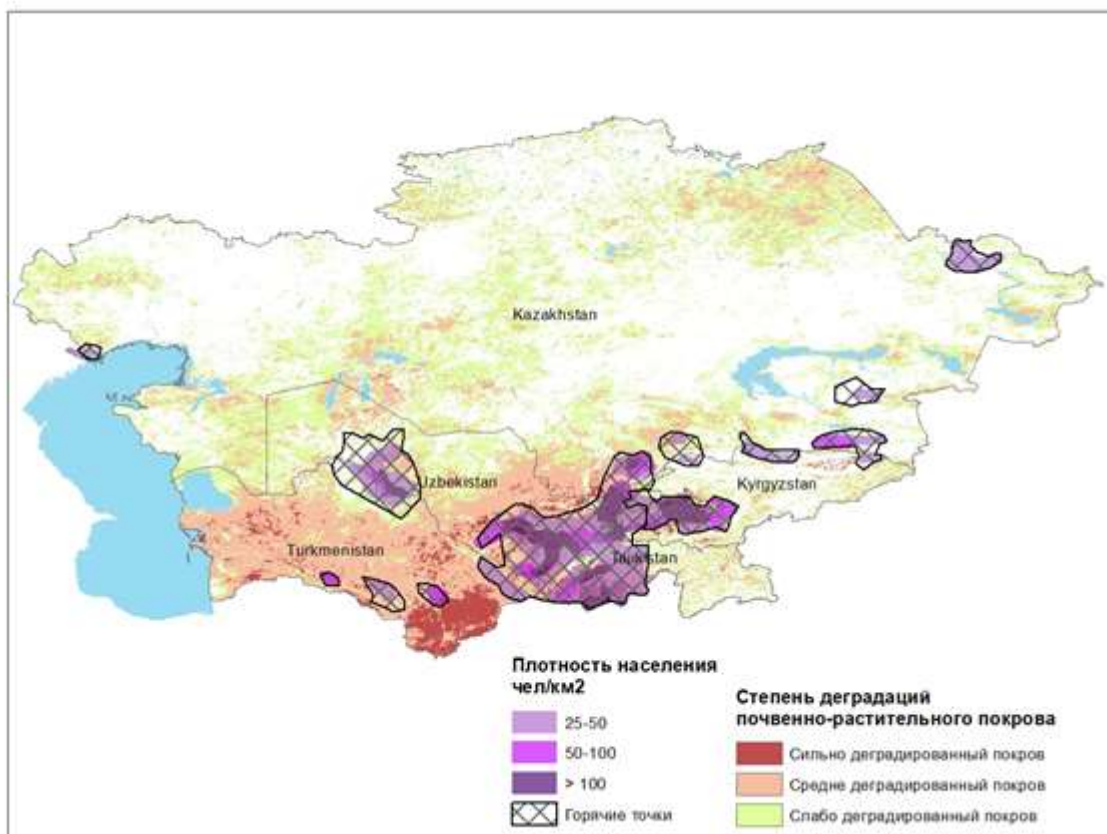 Kazakhstan
Uzbekistan
Kyrgyzstan
Turkmenistan
Tajikistan
Плотность населения
чел/км2
25-50
50-100
> 100
Горячие точки
Степень деградаций
почвенно-растительного покрова
Сильно деградированный покров
Средне деградированный покров
Слабо деградированный покров